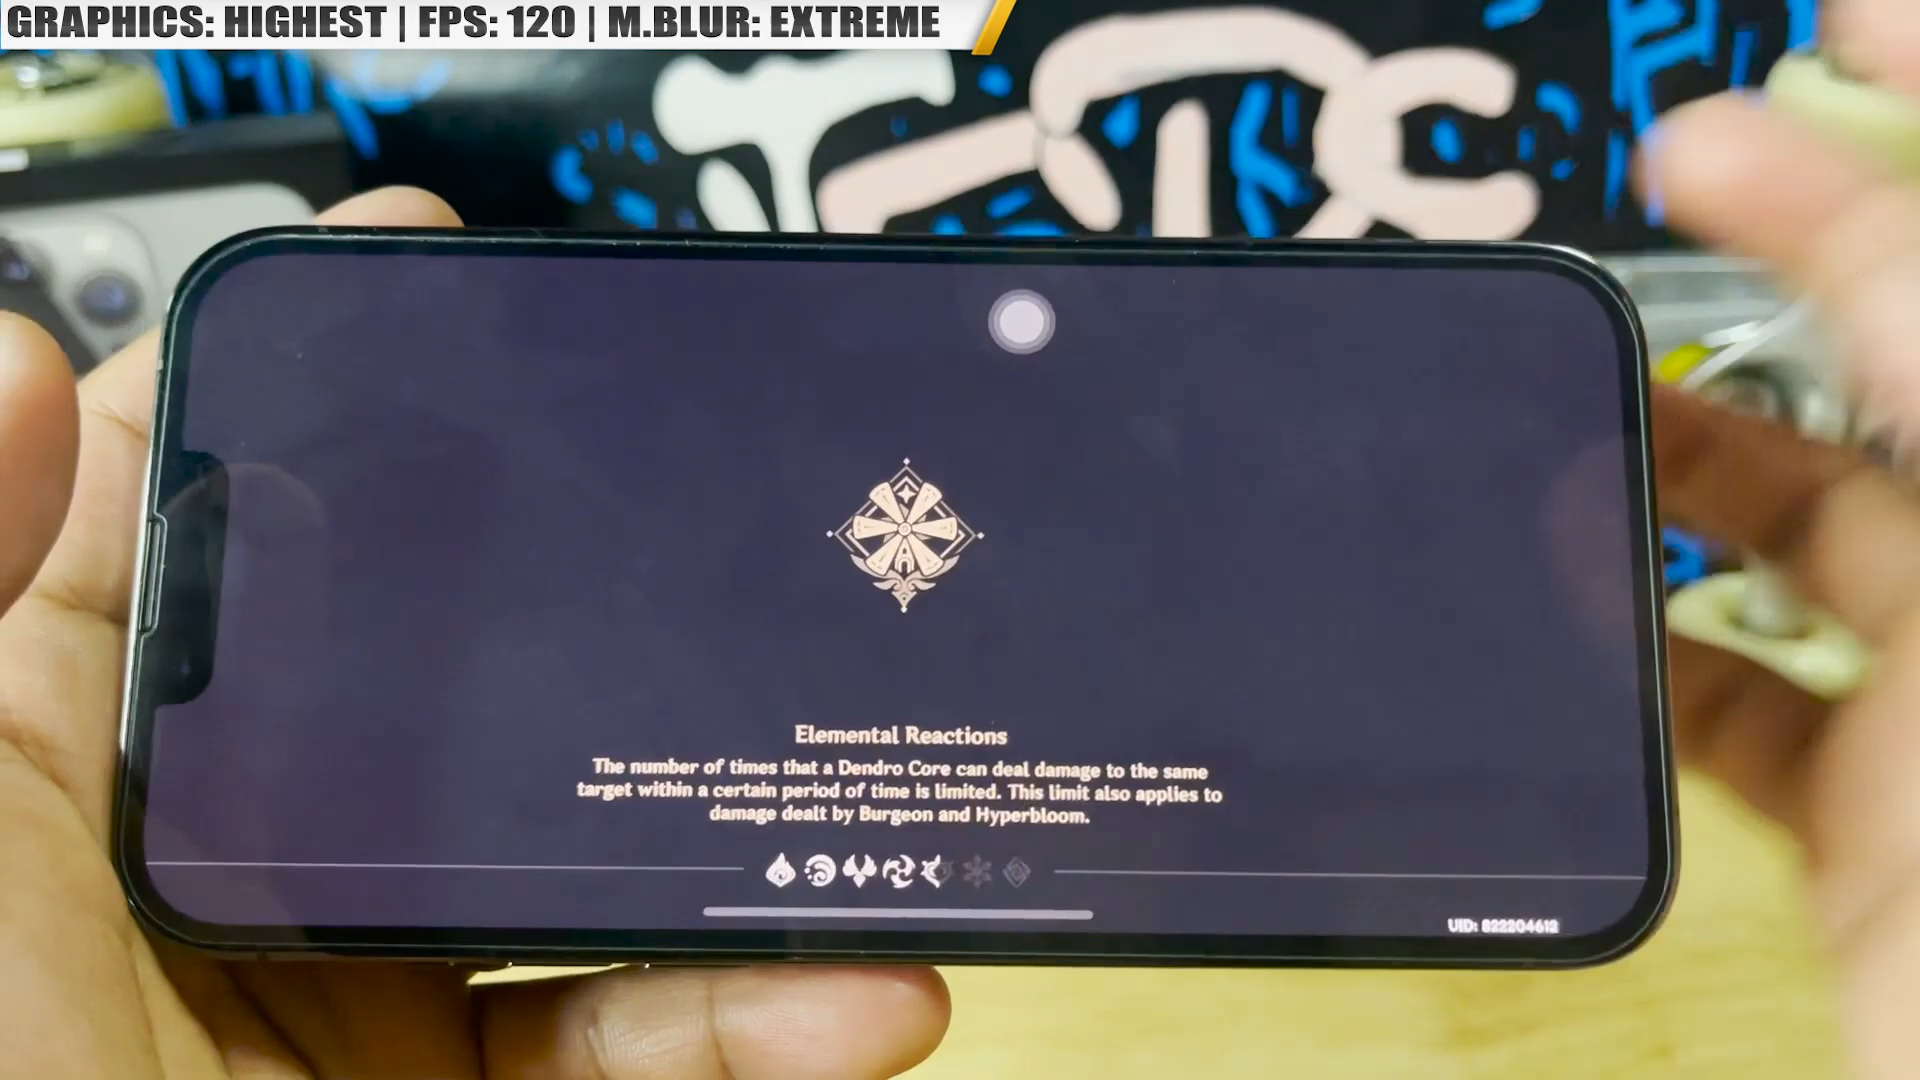 GRAPHICS: HIGHEST | FPS: 120 | M.BLUR: EXTREME
Elemental Reactions
The number of times that a Dendro Core can deal damage to the same
target within a certain period of time is limited. This limit also applies to
damage dealt by Burgeon and Hyperbloom.
UID: 822204612